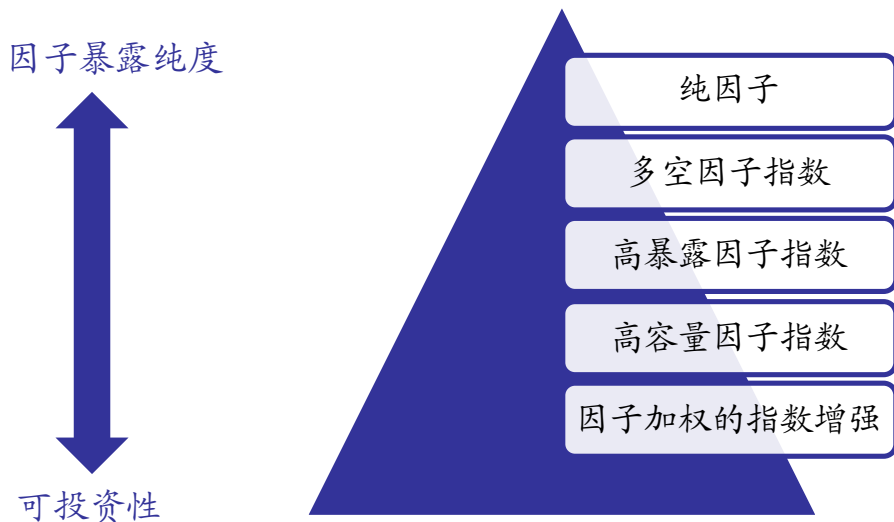 因子暴露纯度
纯因子
多空因子指数
高暴露因子指数
高容量因子指数
因子加权的指数增强
可投资性